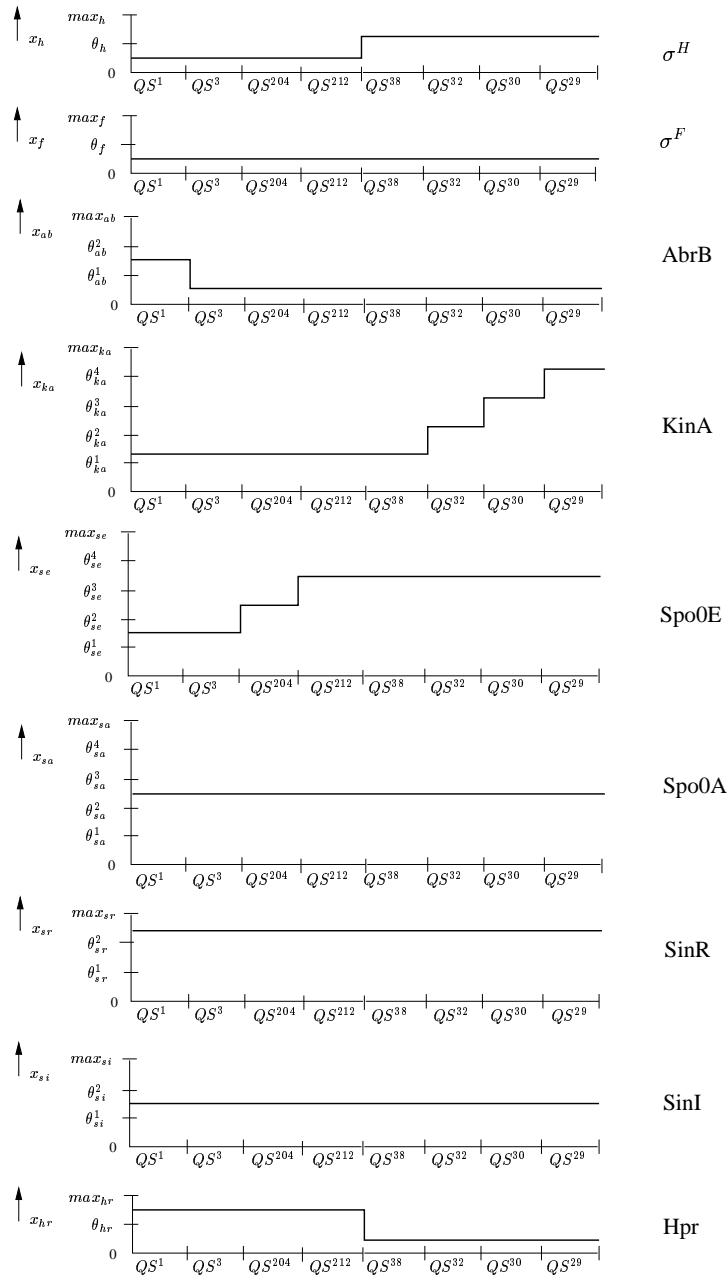 max_h
x_h
θ_h
σ^H
0
QS^1 QS^3 QS^204 QS^212 QS^38 QS^32 QS^30 QS^29
max_f
x_f
θ_f
σ^F
0
QS^1 QS^3 QS^204 QS^212 QS^38 QS^32 QS^30 QS^29
max_ab
x_ab
θ^2_ab
AbrB
θ^1_ab
0
QS^1 QS^3 QS^204 QS^212 QS^38 QS^32 QS^30 QS^29
max_ka
θ^4_ka
x_ka
θ^3_ka
KinA
θ^2_ka
θ^1_ka
0
QS^1 QS^3 QS^204 QS^212 QS^38 QS^32 QS^30 QS^29
max_se
θ^4_se
x_se
θ^3_se
Spo0E
θ^2_se
θ^1_se
0
QS^1 QS^3 QS^204 QS^212 QS^38 QS^32 QS^30 QS^29
max_sa
θ^4_sa
x_sa
θ^3_sa
Spo0A
θ^2_sa
θ^1_sa
0
QS^1 QS^3 QS^204 QS^212 QS^38 QS^32 QS^30 QS^29
max_sr
x_sr
θ^2_sr
SinR
θ^1_sr
0
QS^1 QS^3 QS^204 QS^212 QS^38 QS^32 QS^30 QS^29
max_si
x_si
θ^2_si
SinI
θ^1_si
0
QS^1 QS^3 QS^204 QS^212 QS^38 QS^32 QS^30 QS^29
max_hr
x_hr
θ_hr
Hpr
0
QS^1 QS^3 QS^204 QS^212 QS^38 QS^32 QS^30 QS^29